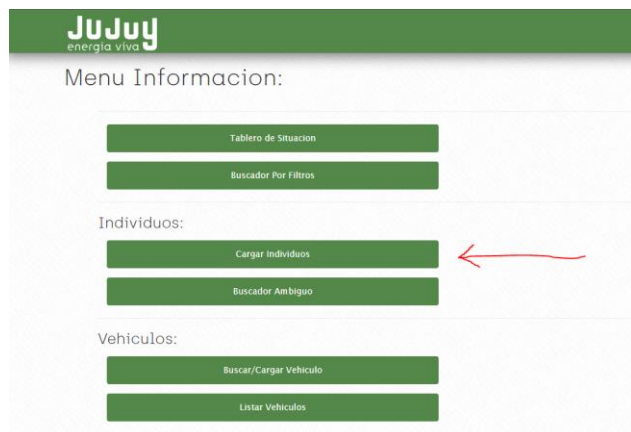 JuJuy
energía viva
Menu Informacion:
Tablero de Situacion
Buscador Por Filtros
Individuos:
Cargar Individuos
Buscador Ambiguo
Vehiculos:
Buscar/Cargar Vehiculo
Listar Vehiculos